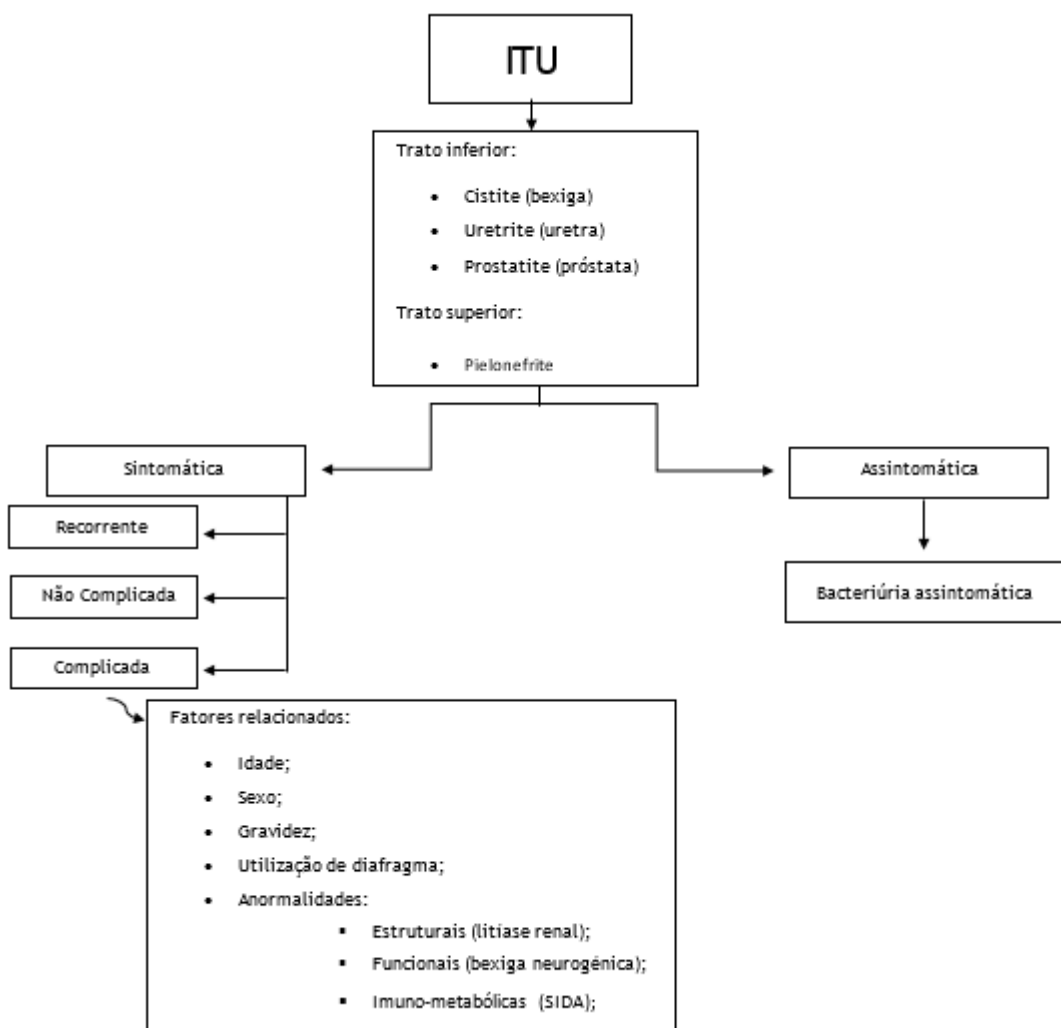 ITU
Trato inferior:
• Cistite (bexiga)
• Uretrite (uretra)
• Prostatite (próstata)
Trato superior:
• Pielonefrite
Sintomática
Assintomática
Recorrente
Não Complicada
Bacteriúria assintomática
Complicada
Fatores relacionados:
• Idade;
• Sexo;
• Gravidez;
• Utilização de diafragma;
• Anormalidades:
▪ Estruturais (litiase renal);
▪ Funcionais (bexiga neurogénica);
▪ Imuno-metabólicas (SIDA);